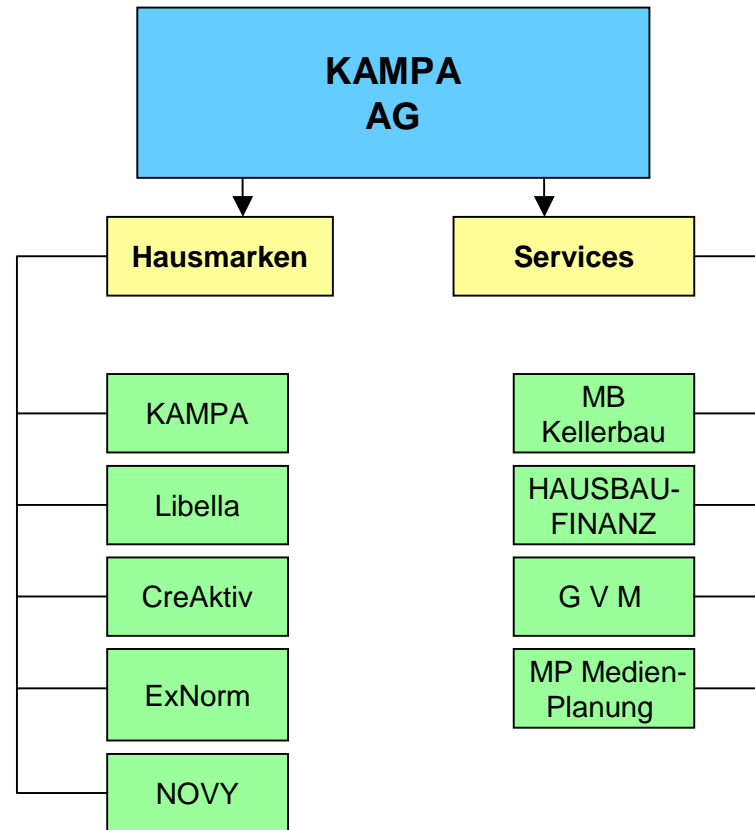 KAMPA
AG
Hausmarken
Services
KAMPA
Libella
CreAktiv
ExNorm
NOVY
MB
Kellerbau
HAUSBAU-
FINANZ
G V M
MP Medien-
Planung